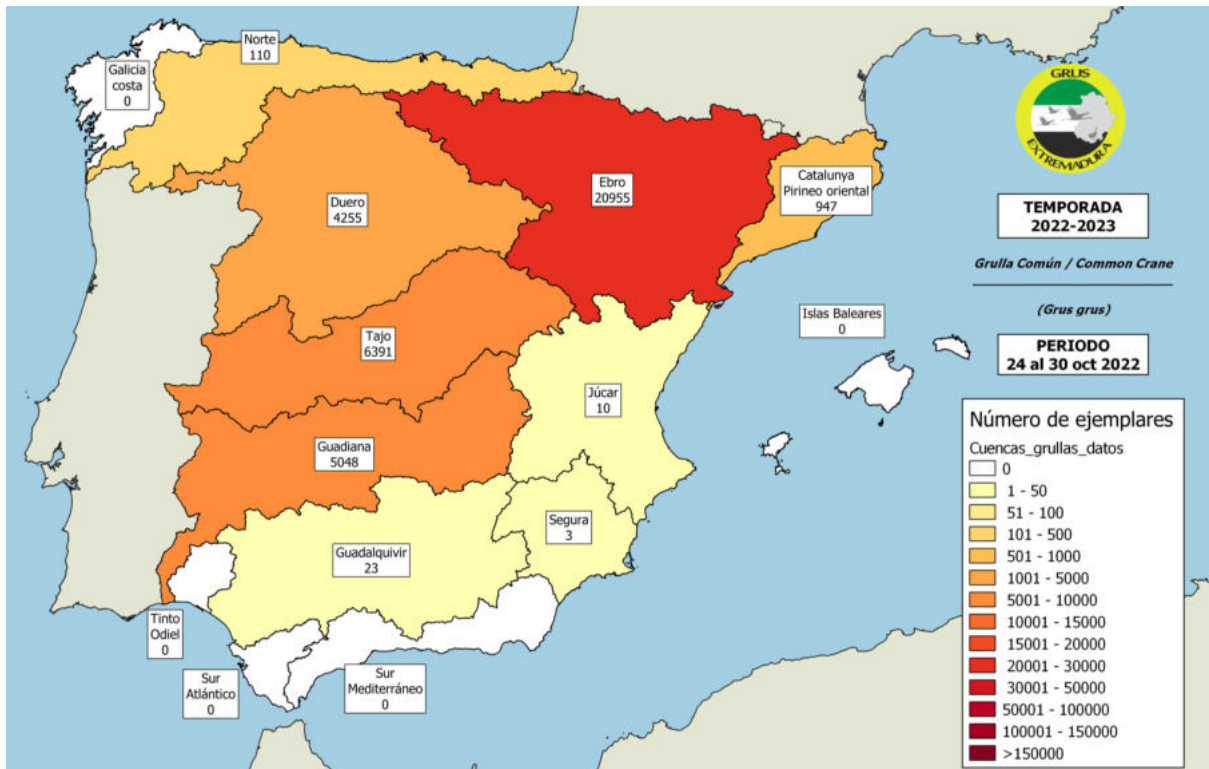 Norte
110
Galicia
costa
0
Duero
4255
Ebro
20955
Catalunya
Pirineo oriental
947
Tajo
6391
Islas Baleares
0
Júcar
10
Guadiana
5048
Segura
3
Guadalquivir
23
Tinto
Odiel
0
Sur
Atlántico
0
Sur
Mediterráneo
0
GRUS
EXTREMADURA
TEMPORADA
2022-2023
Grulla Común / Common Crane
(Grus grus)
PERIODO
24 al 30 oct 2022
Número de ejemplares
Cuencas_grullas_datos
0
1 - 50
51 - 100
101 - 500
501 - 1000
1001 - 5000
5001 - 10000
10001 - 15000
15001 - 20000
20001 - 30000
30001 - 50000
50001 - 100000
100001 - 150000
>150000